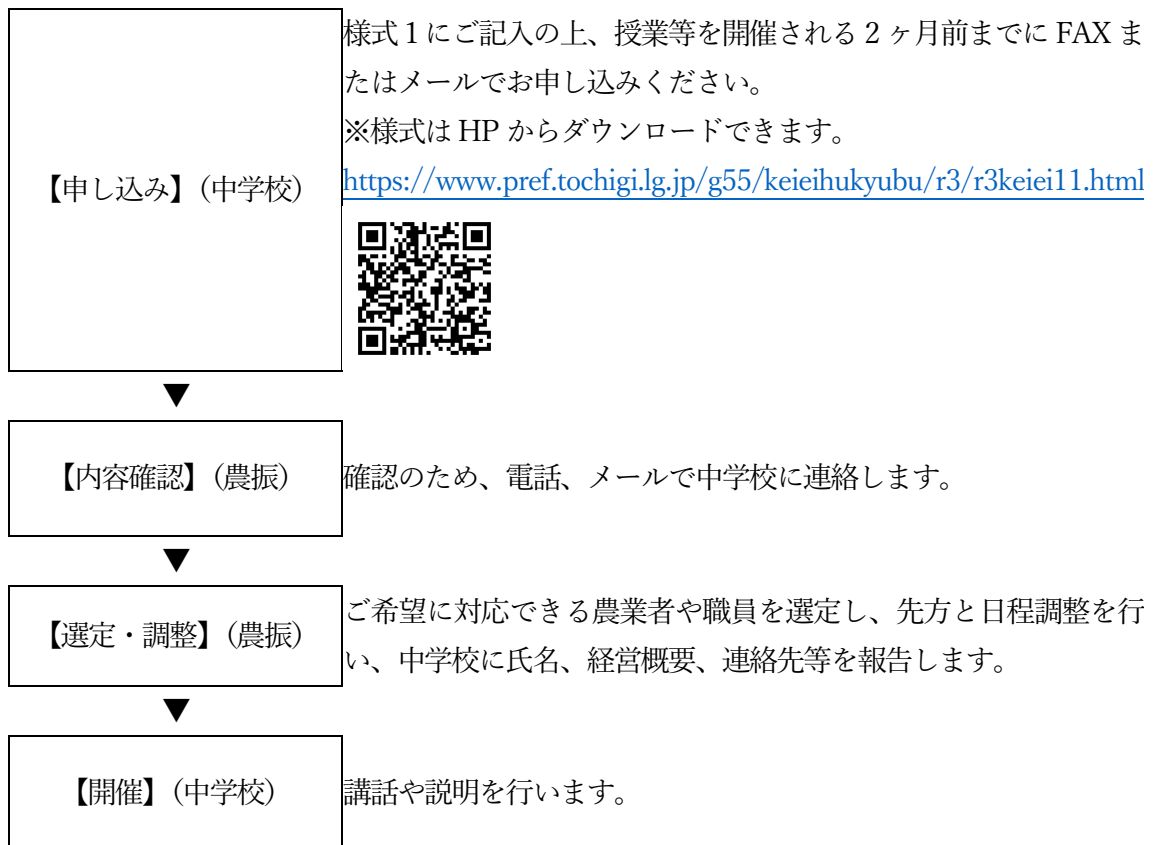 様式１にご記入の上、授業等を開催される２ヶ月前までに FAX ま
たはメールでお申し込みください。
※様式は HP からダウンロードできます。
【申し込み】（中学校）
https://www.pref.tochigi.lg.jp/g55/keieihukyubu/r3/r3keiei11.html
▼
【内容確認】（農振）
確認のため、電話、メールで中学校に連絡します。
▼
【選定・調整】（農振）
ご希望に対応できる農業者や職員を選定し、先方と日程調整を行
い、中学校に氏名、経営概要、連絡先等を報告します。
▼
【開催】（中学校）
講話や説明を行います。